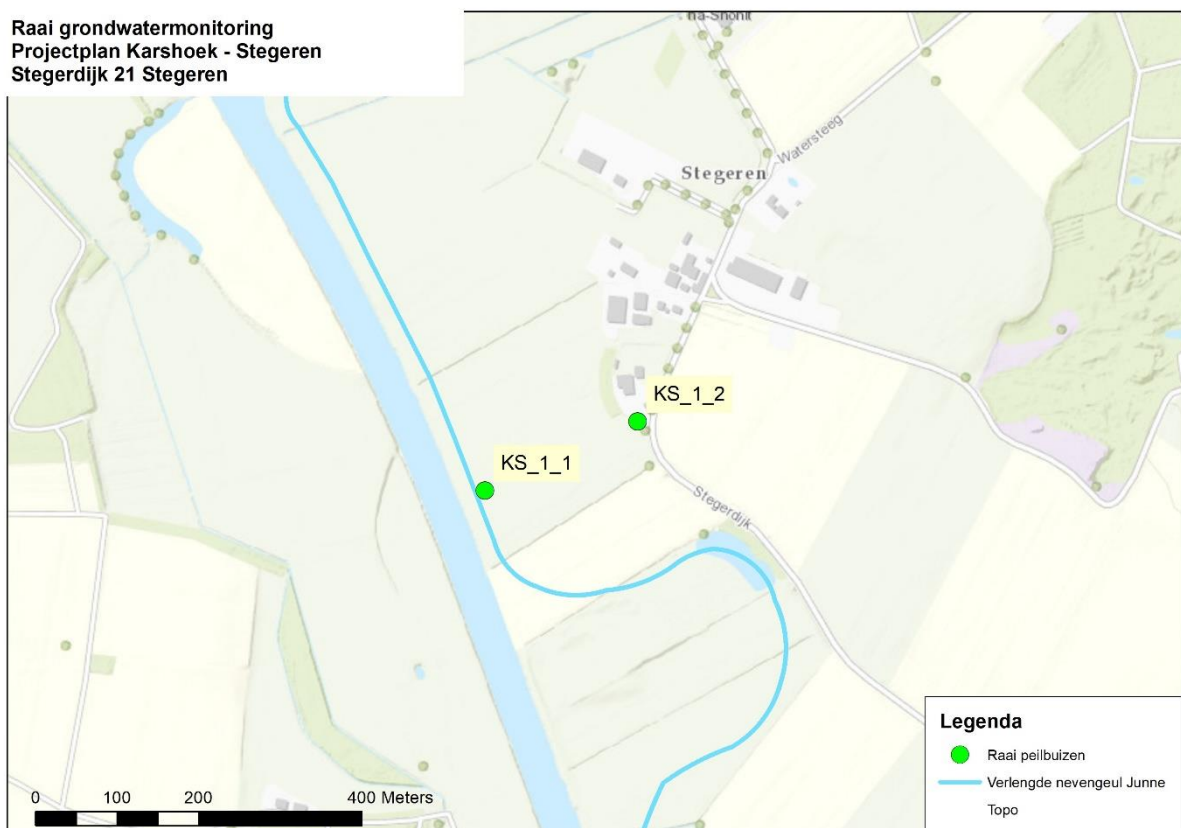 Raai grondwatermonitoring
Projectplan Karshoek - Stegeren
Stegerdijk 21 Stegeren
Watersteeg
Stegeren
KS_1_2
KS_1_1
Stegerdijk
Legenda
Raai peilbuizen
Verlengde nevengeul Junne
Topo
0 100 200 400 Meters